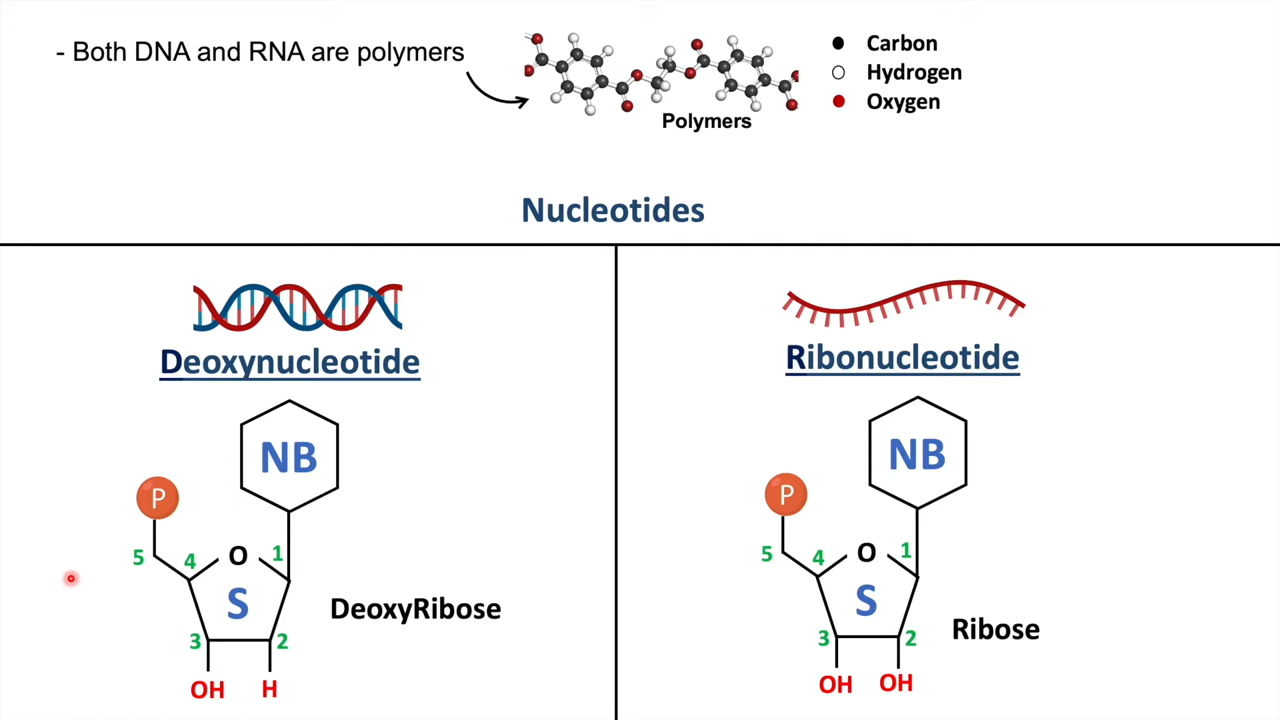 - Both DNA and RNA are polymers
Polymers
Carbon
Hydrogen
Oxygen
Nucleotides
Deoxynucleotide
NB
P
5
4
O
1
S
3
2
OH
H
DeoxyRibose
Ribonucleotide
NB
P
5
4
O
1
S
3
2
OH
OH
Ribose